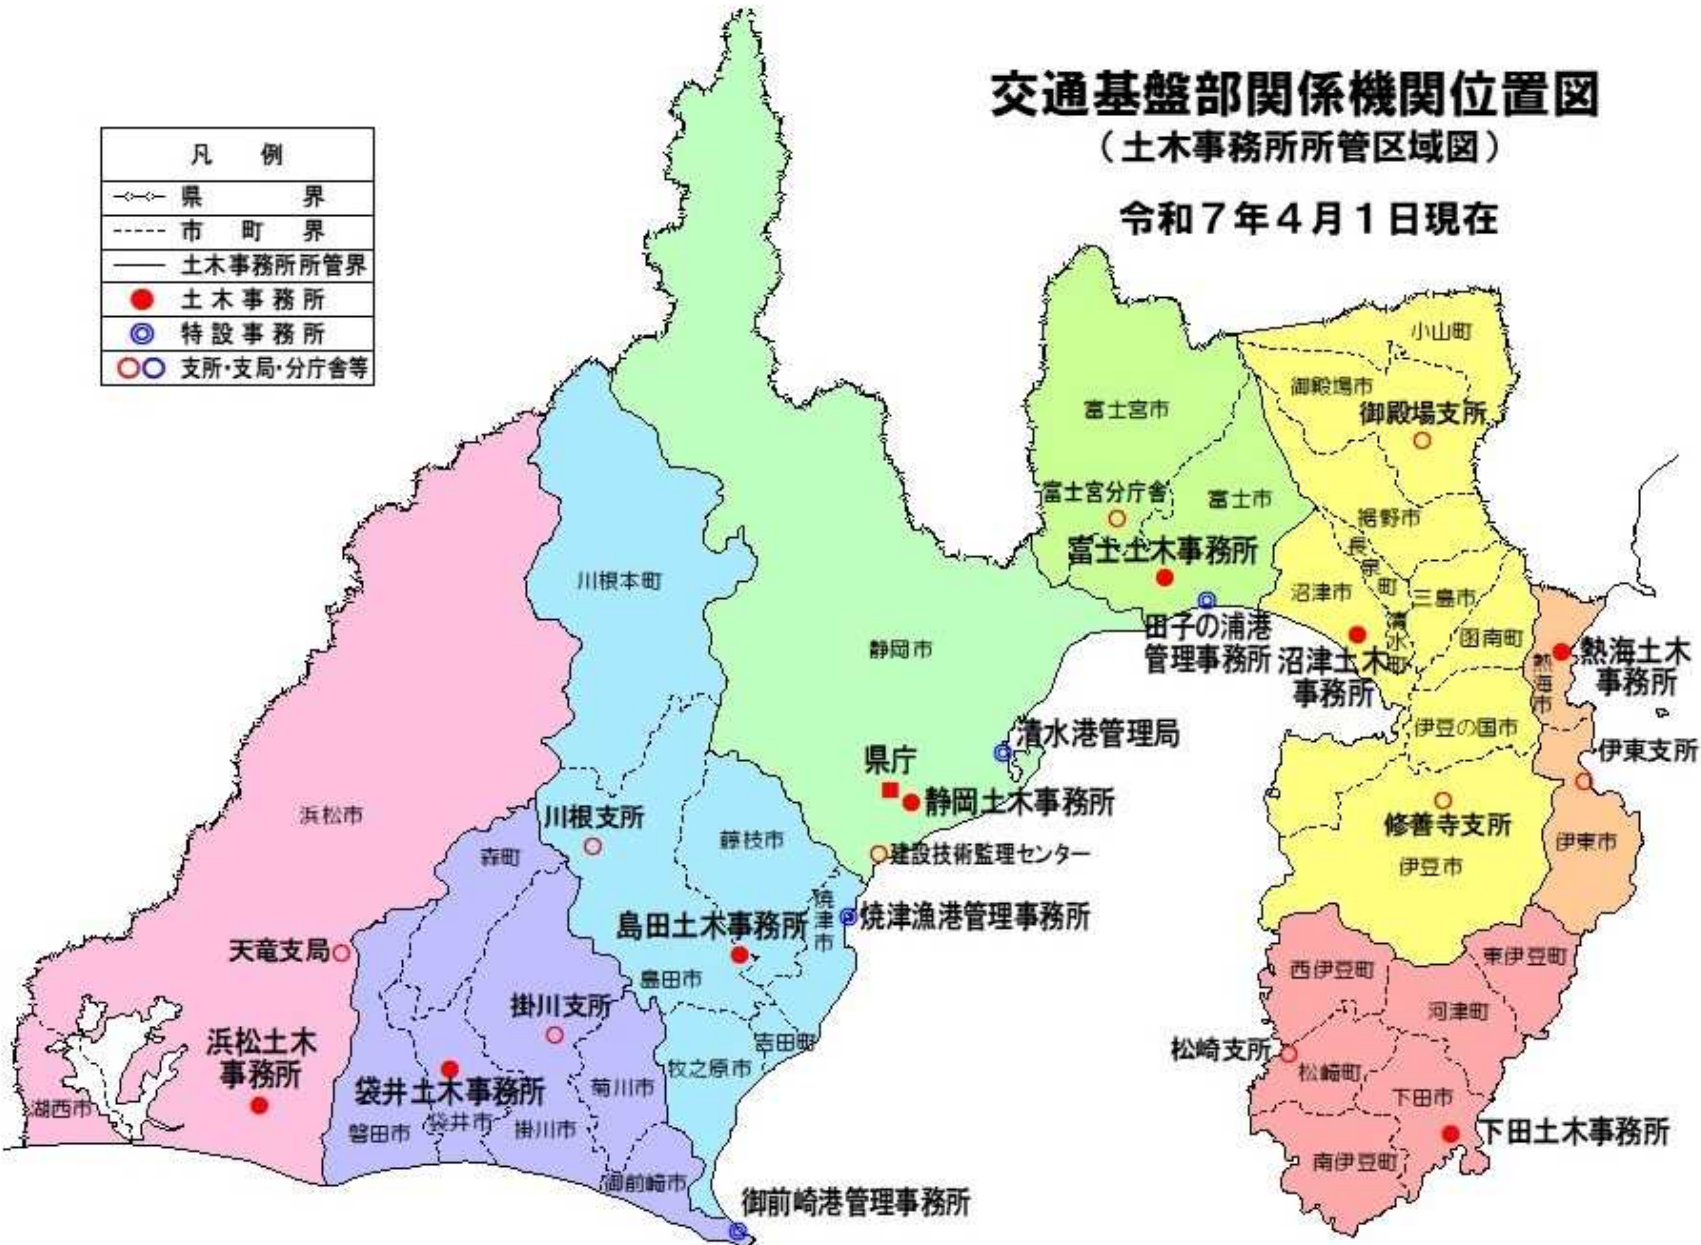 交通基盤部関係機関位置図
（土木事務所所管区域図）
令和７年４月１日現在
凡　例
県　　界
市　町　界
土木事務所所管界
土木事務所
特設事務所
支所・支局・分庁舎等
小山町
御殿場市
御殿場支所
富士宮市
富士宮分庁舎
富士市
富士土木事務所
裾野市
長泉町
沼津市
三島市
清水町
函南町
田子の浦港
管理事務所
沼津土木
事務所
熱海市
熱海土木
事務所
伊豆の国市
伊東支所
修善寺支所
伊豆市
伊東市
川根本町
静岡市
清水港管理局
県庁
静岡土木事務所
建設技術監理センター
浜松市
川根支所
藤枝市
森町
焼津市
焼津漁港管理事務所
島田土木事務所
島田市
天竜支局
掛川支所
浜松土木
事務所
吉田町
牧之原市
袋井土木事務所
菊川市
湖西市
磐田市
袋井市
掛川市
御前崎市
御前崎港管理事務所
東伊豆町
西伊豆町
河津町
松崎支所
松崎町
下田市
下田土木事務所
南伊豆町